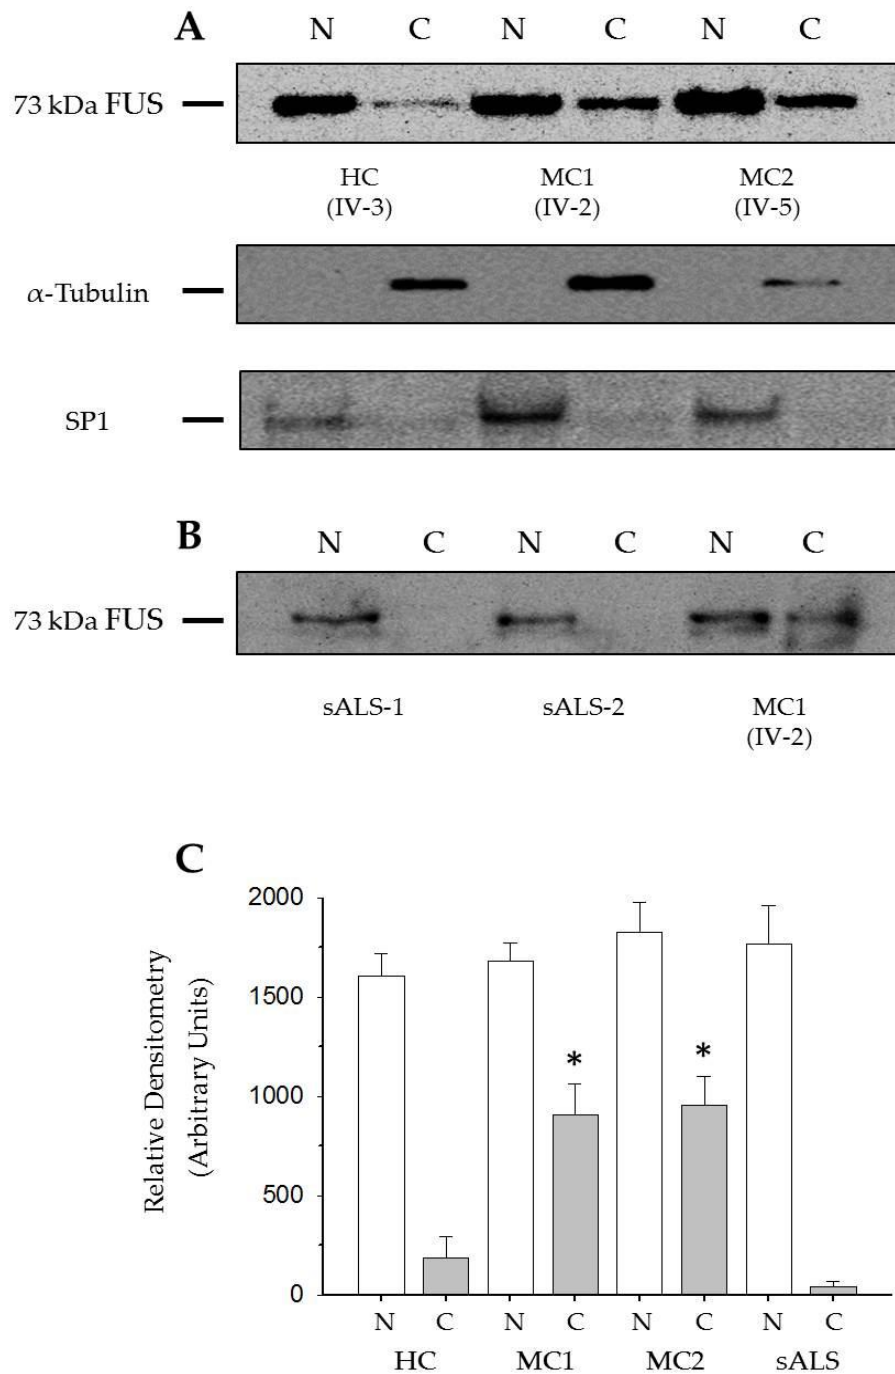 A N C N C N C
73 kDa FUS
HC MC1 MC2
(IV-3) (IV-2) (IV-5)
α-Tubulin
SP1
B N C N C N C
73 kDa FUS
sALS-1 sALS-2 MC1
(IV-2)
C
Relative Densitometry
(Arbitrary Units)
2000
1500
1000
500
0
* *
N C N C N C N C
HC MC1 MC2 sALS